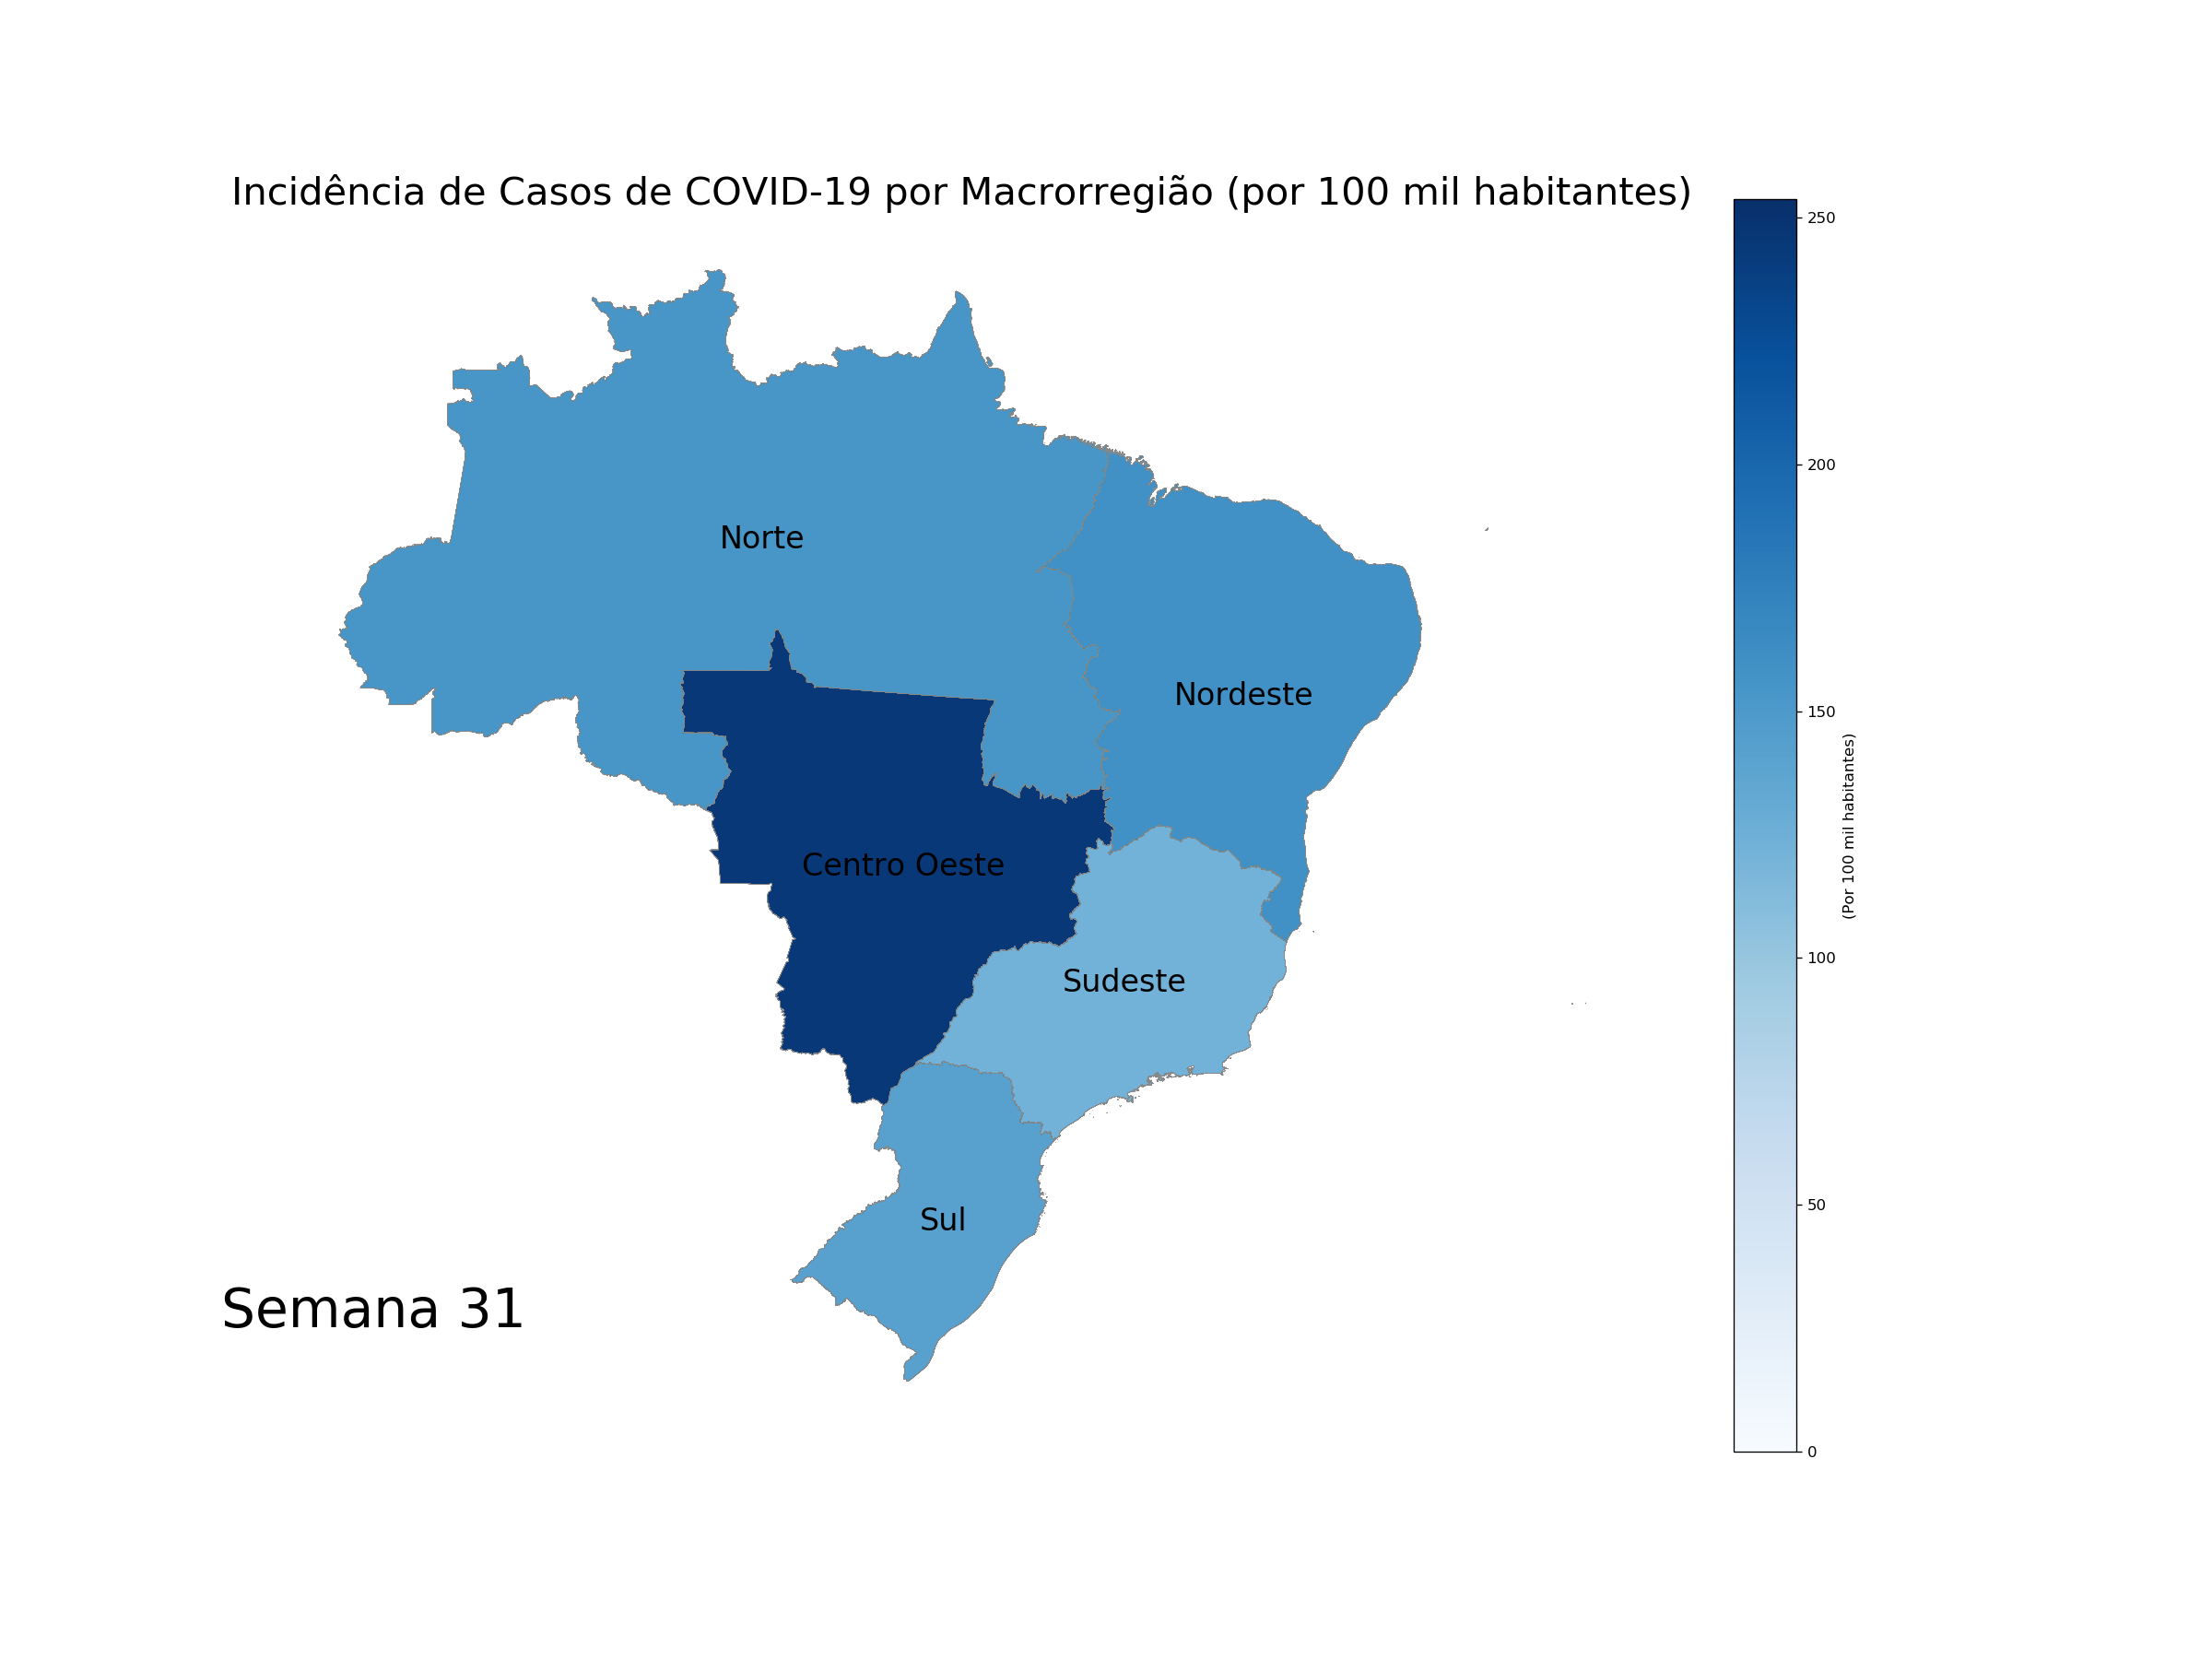 Incidência de Casos de COVID-19 por Macrorregião (por 100 mil habitantes)
Norte
Nordeste
Centro Oeste
Sudeste
Sul
Semana 31
250
200
150
100
50
0
(Por 100 mil habitantes)